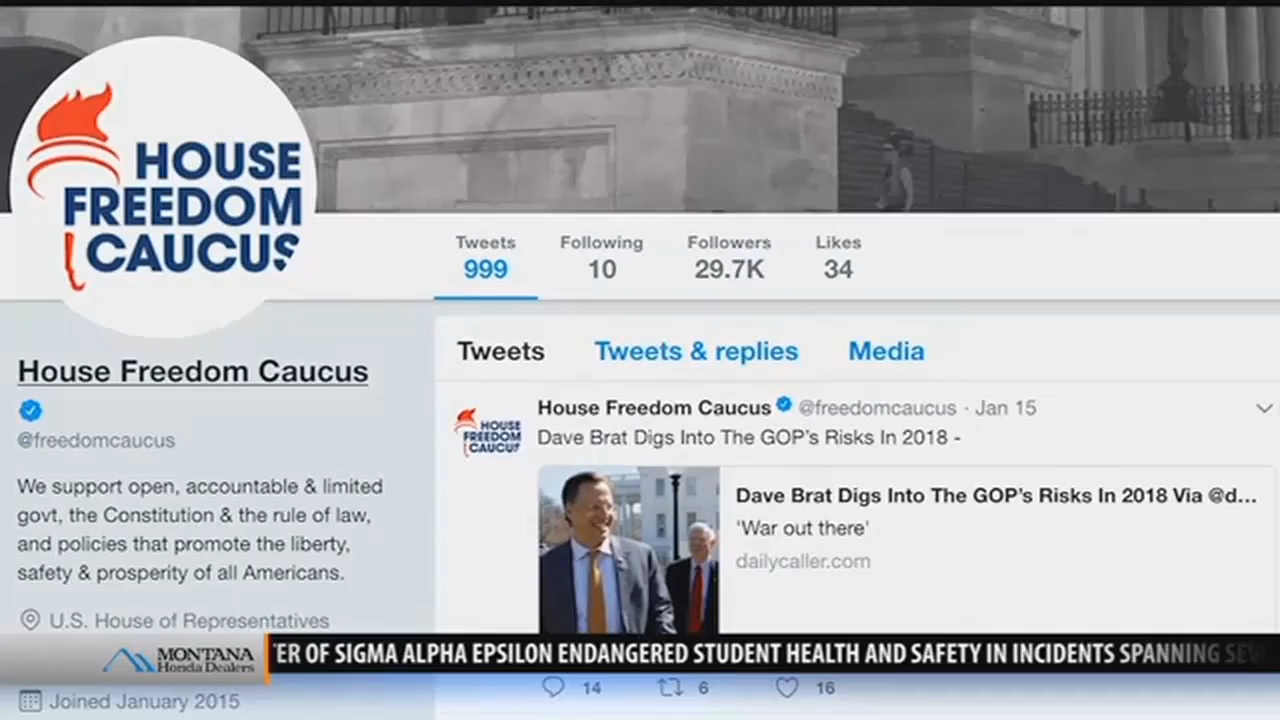 HOUSE
FREEDOM
CAUCUS
Tweets
999
Following
10
Followers
29.7K
Likes
34
House Freedom Caucus
@freedomcaucus
We support open, accountable & limited
govt, the Constitution & the rule of law,
and policies that promote the liberty,
safety & prosperity of all Americans.
U.S. House of Representatives
Joined January 2015
Tweets
Tweets & replies
Media
House Freedom Caucus @freedomcaucus · Jan 15
Dave Brat Digs Into The GOP's Risks In 2018 -
HOUSE
FREEDOM
CAUCUS
Dave Brat Digs Into The GOP's Risks In 2018 Via @d...
'War out there'
dailycaller.com
14
6
16
MONTANA
Honda Dealers
TER OF SIGMA ALPHA EPSILON ENDANGERED STUDENT HEALTH AND SAFETY IN INCIDENTS SPANNING